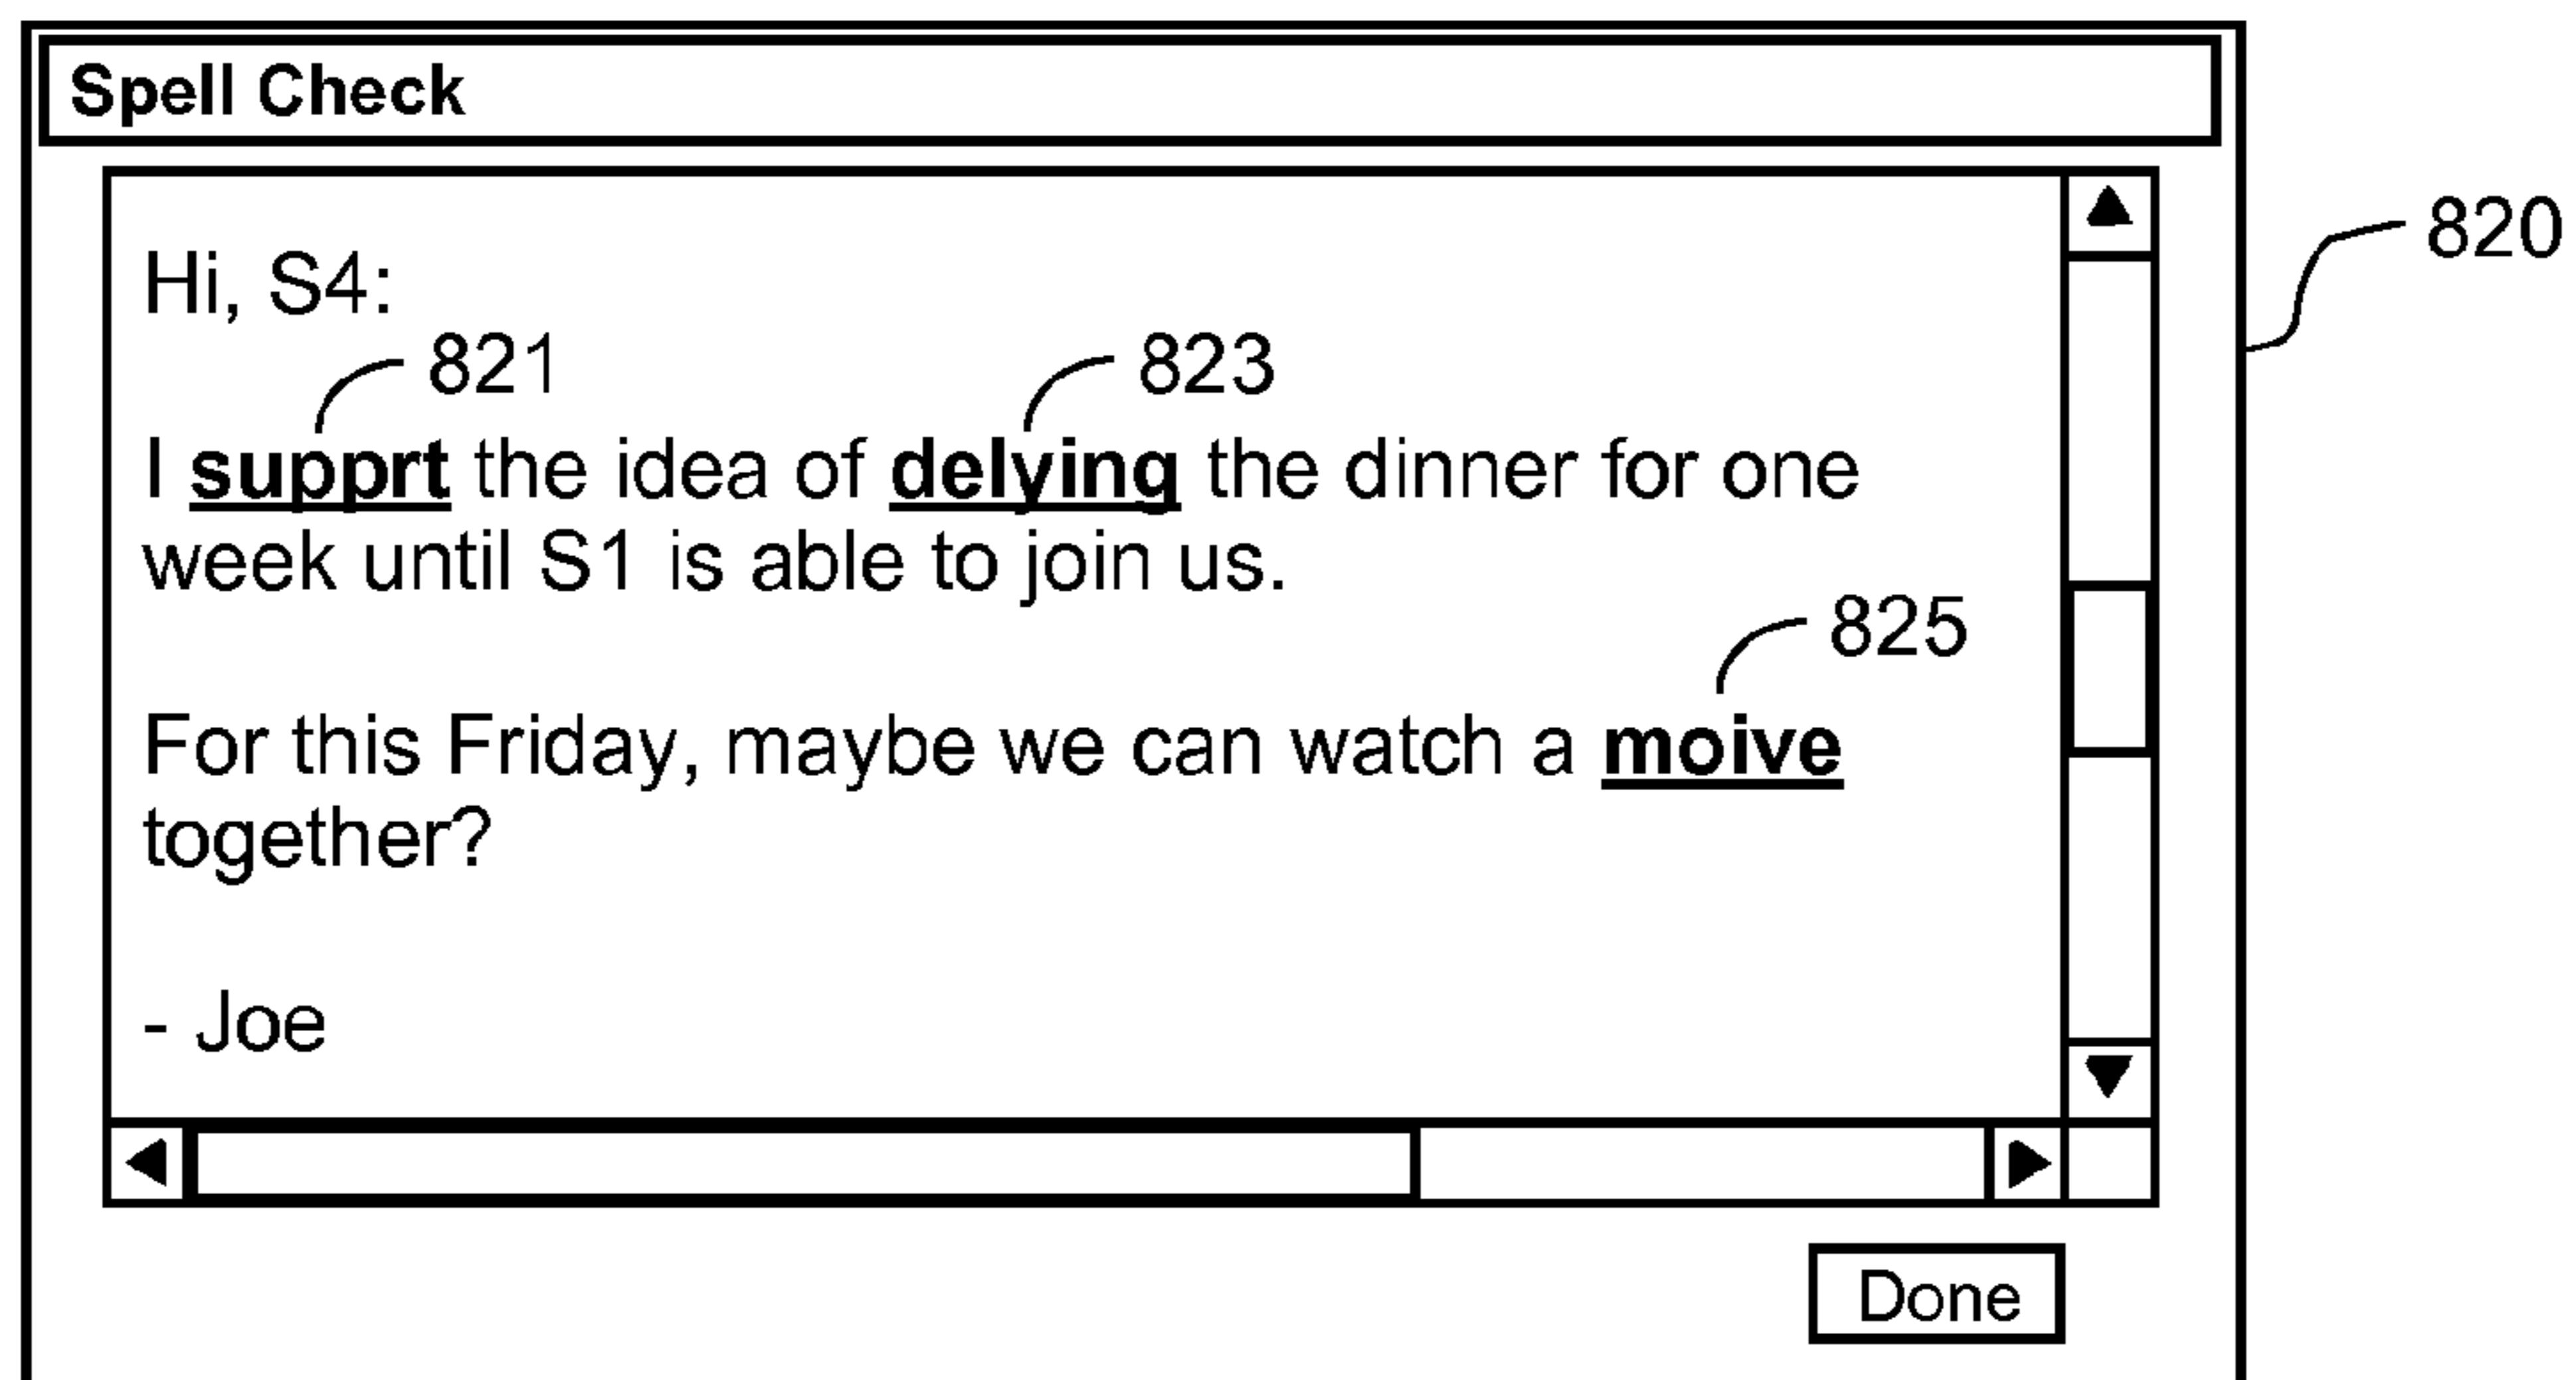 Spell Check
820
Hi, S4:
821 823
I supprt the idea of delying the dinner for one
week until S1 is able to join us.
825
For this Friday, maybe we can watch a moive
together?
- Joe
Done